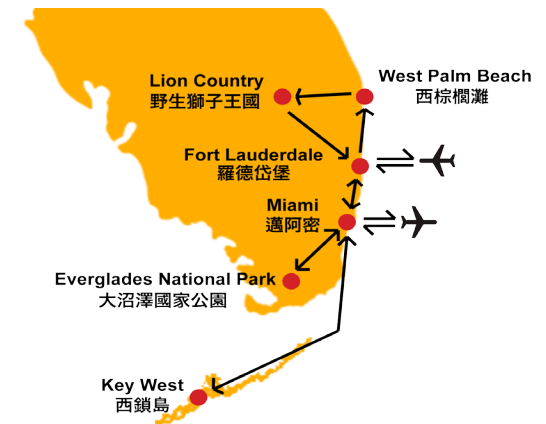 Lion Country
野生獅子王國
West Palm Beach
西棕櫚灘
Fort Lauderdale
羅德岱堡
Miami
邁阿密
Everglades National Park
大沼澤國家公園
Key West
西鎖島